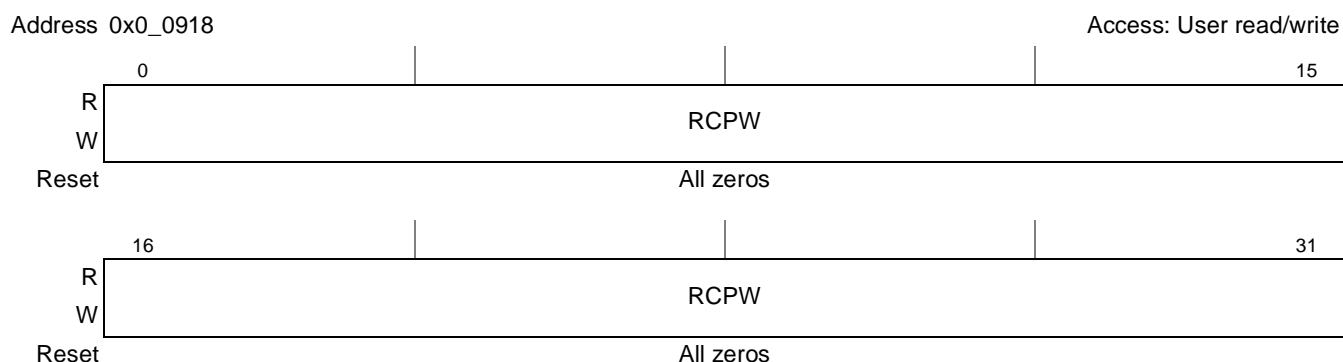 Address 0x0_0918 Access: User read/write
0 15
R
RCPW
W
Reset All zeros
16 31
R
RCPW
W
Reset All zeros